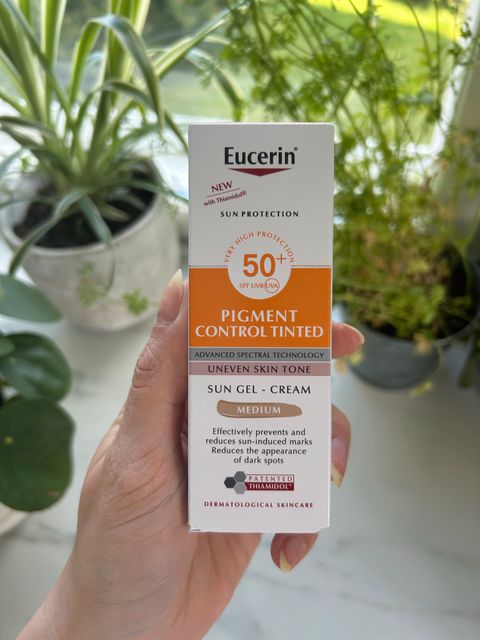 Eucerin®
NEW
with Thiamidol®
SUN PROTECTION
VERY HIGH PROTECTION
50+
SPF UVB UVA
PIGMENT
CONTROL TINTED
ADVANCED SPECTRAL TECHNOLOGY
UNEVEN SKIN TONE
SUN GEL - CREAM
MEDIUM
Effectively prevents and
reduces sun-induced marks
Reduces the appearance
of dark spots
PATENTED
THIAMIDOL®
DERMATOLOGICAL SKINCARE